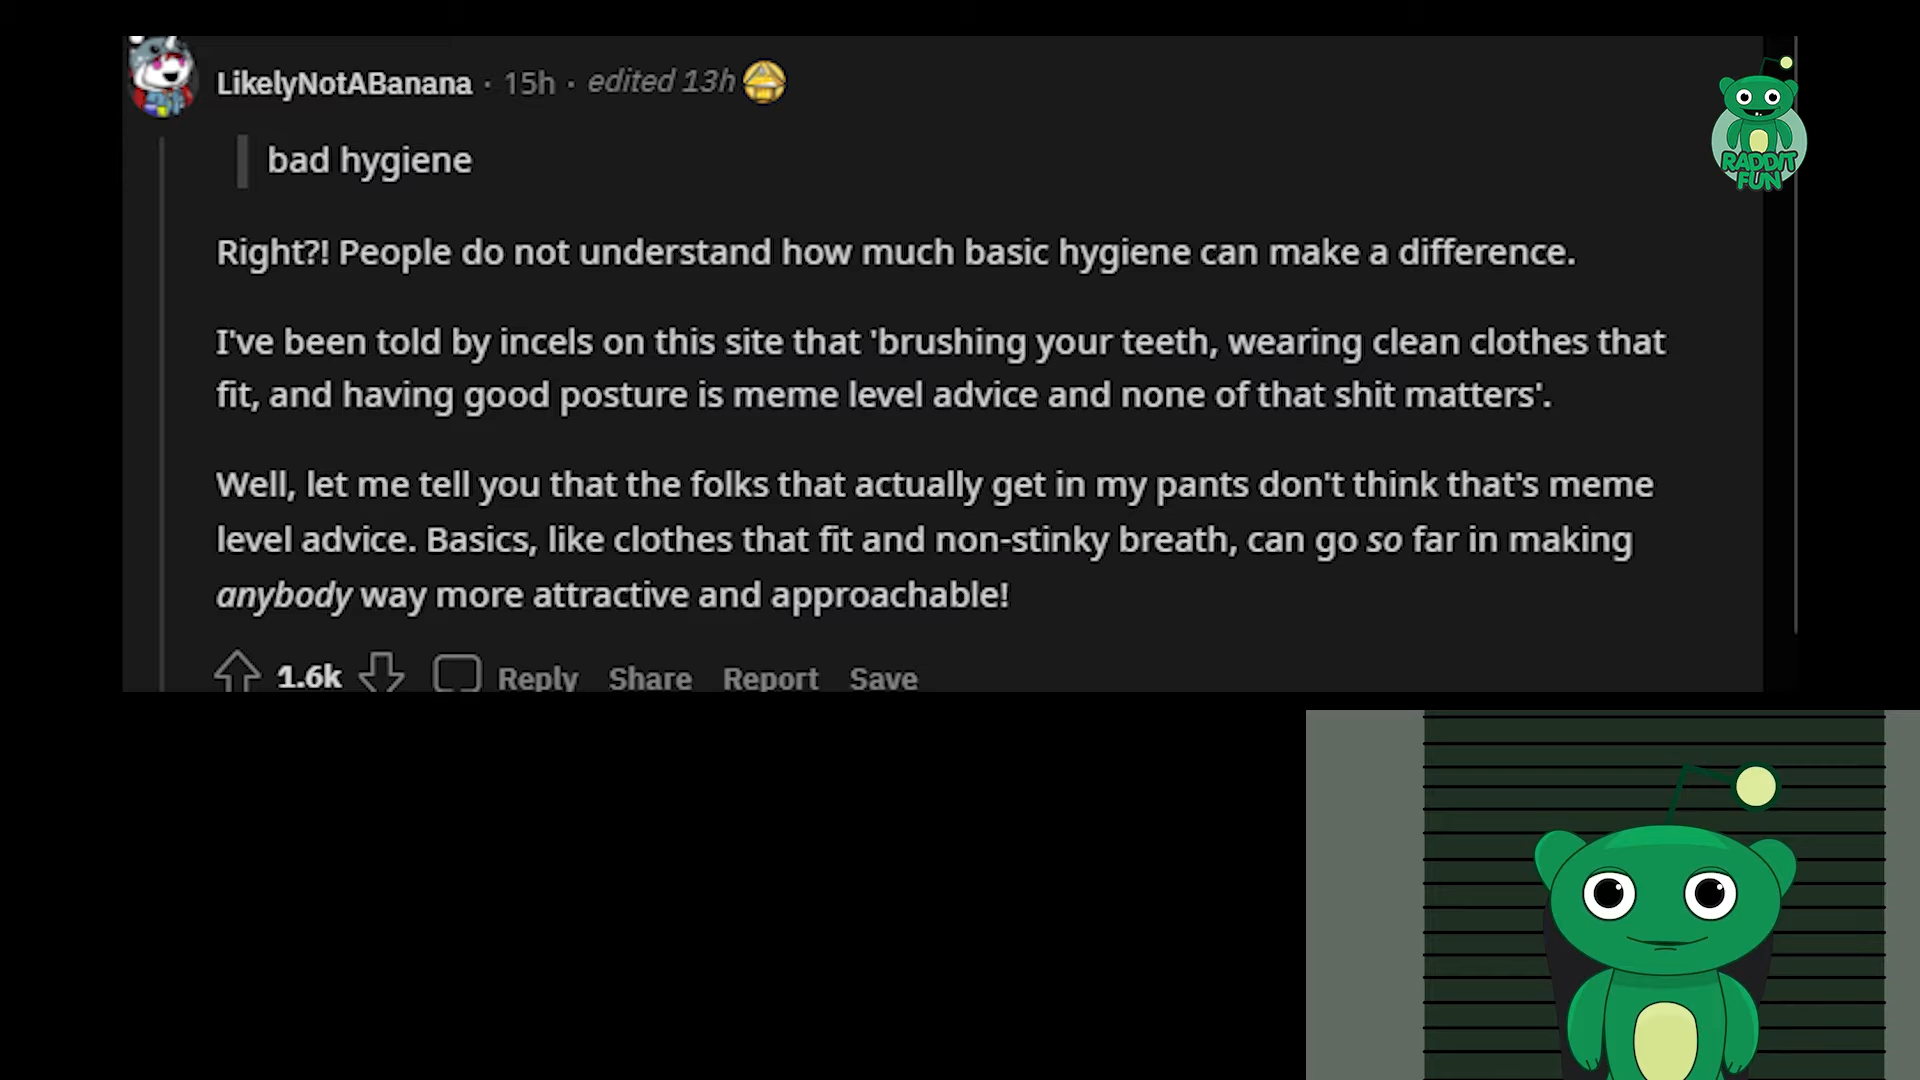 LikelyNotABanana · 15h · edited 13h
bad hygiene
Right?! People do not understand how much basic hygiene can make a difference.
I've been told by incels on this site that 'brushing your teeth, wearing clean clothes that
fit, and having good posture is meme level advice and none of that shit matters'.
Well, let me tell you that the folks that actually get in my pants don't think that's meme
level advice. Basics, like clothes that fit and non-stinky breath, can go so far in making
anybody way more attractive and approachable!
1.6k Reply Share Report Save
RADDIT
FUN